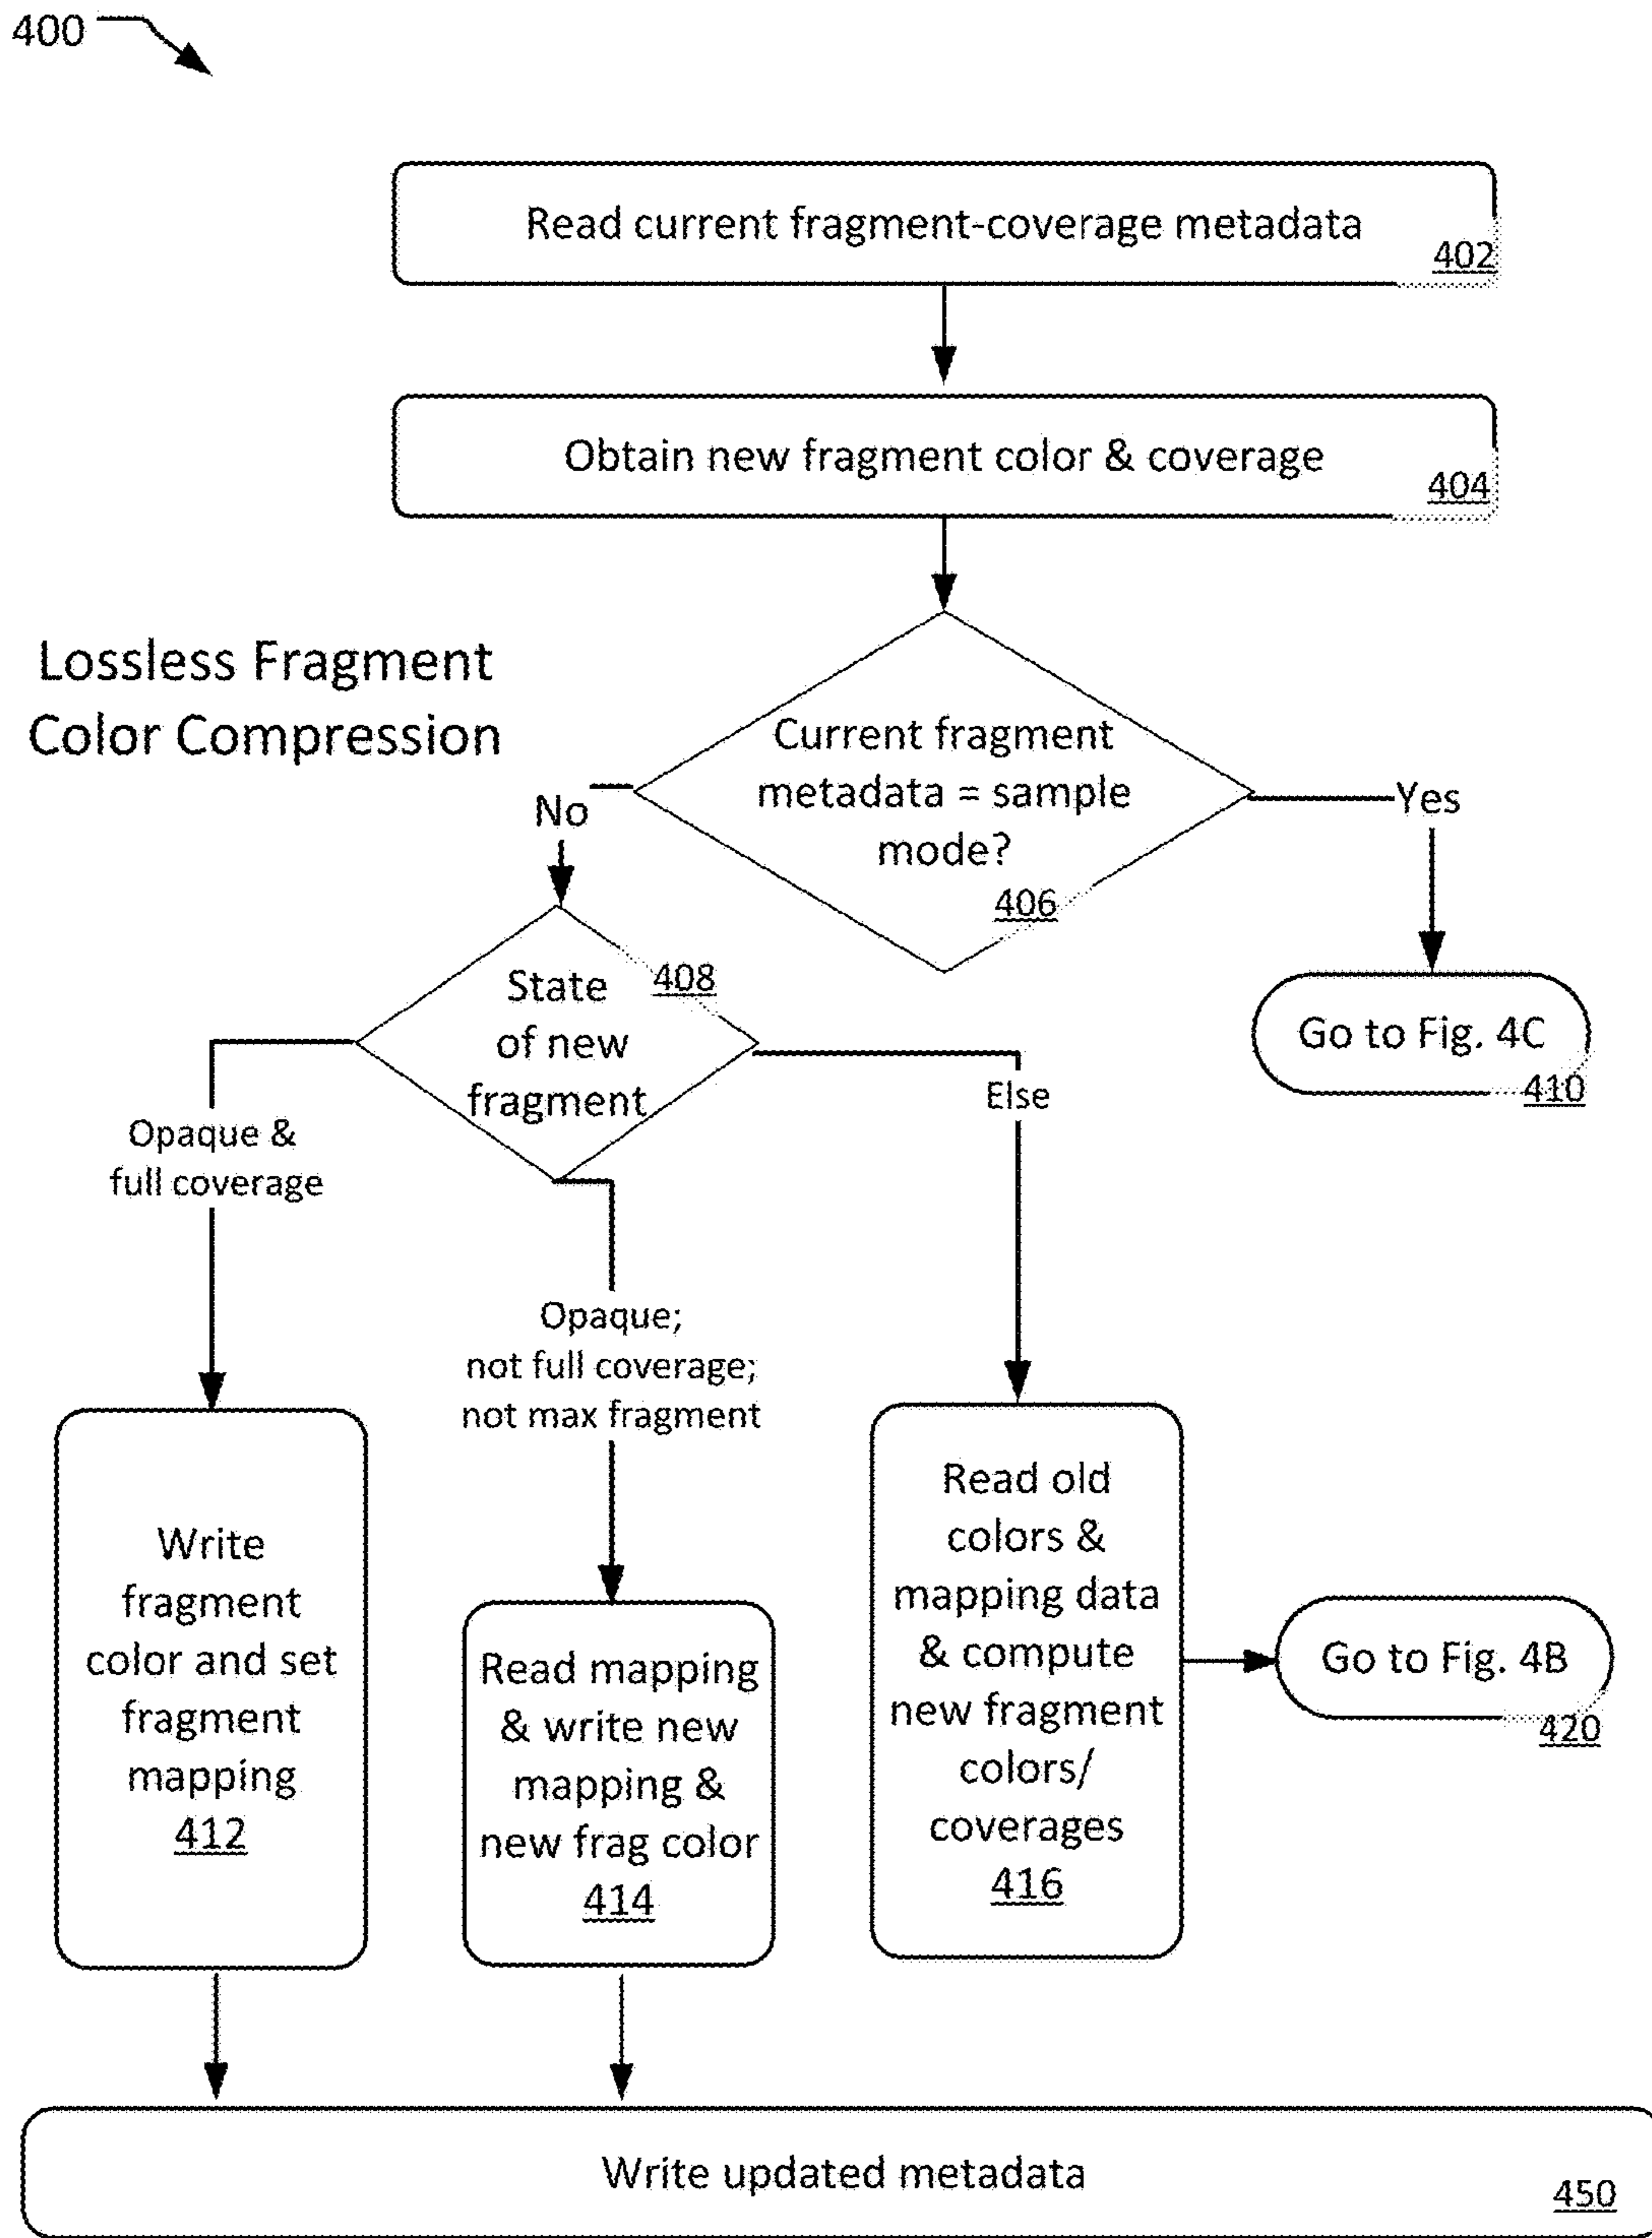 400
Read current fragment-coverage metadata
402
Obtain new fragment color & coverage
404
Lossless Fragment
Color Compression
Current fragment
metadata = sample
mode?
406
No
Yes
State
of new
fragment
408
Go to Fig. 4C
410
Opaque &
full coverage
Opaque;
not full coverage;
not max fragment
Else
Write
fragment
color and set
fragment
mapping
412
Read mapping
& write new
mapping &
new frag color
414
Read old
colors &
mapping data
& compute
new fragment
colors/
coverages
416
Go to Fig. 4B
420
Write updated metadata
450